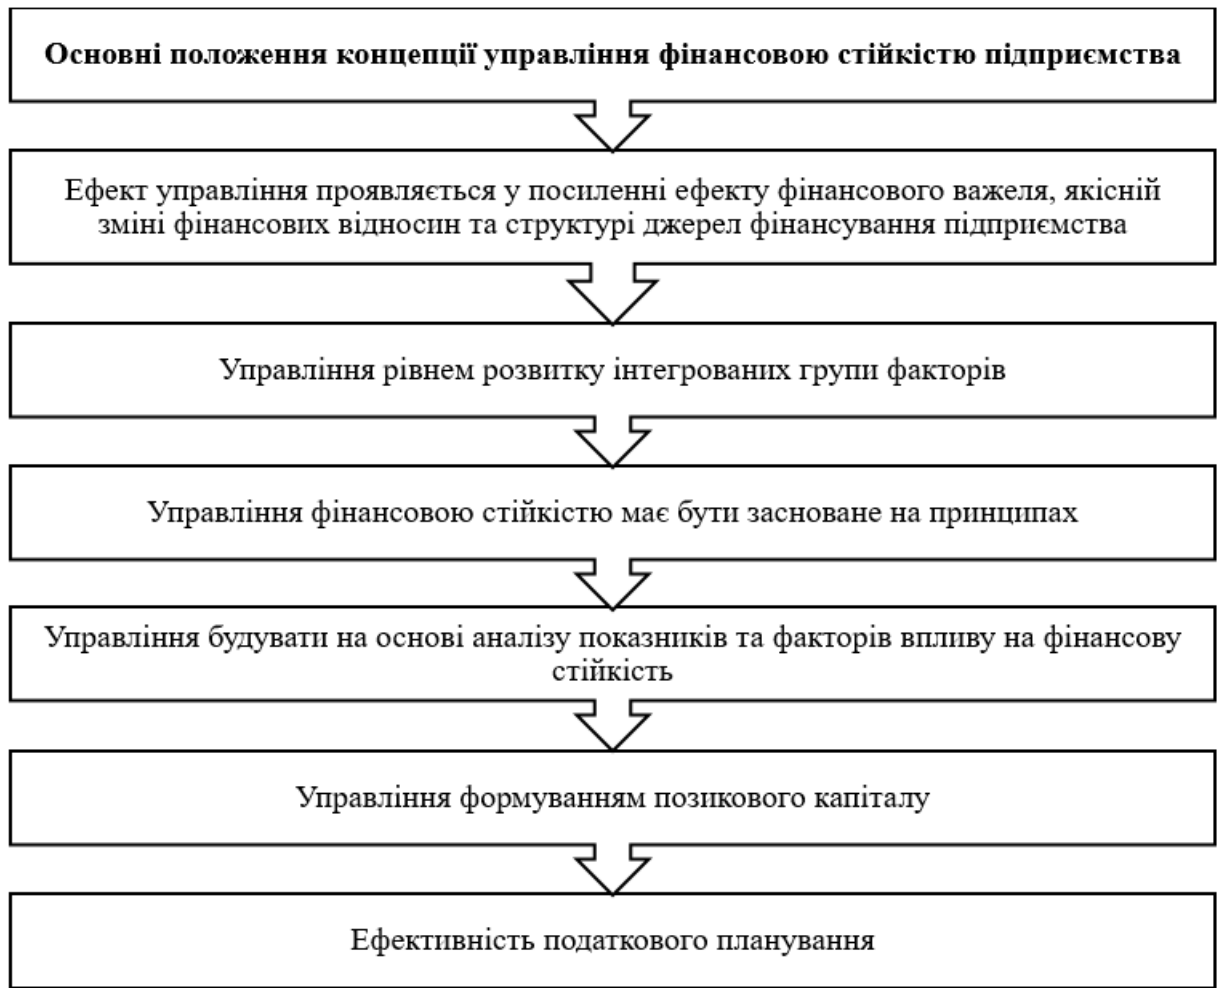 Основні положення концепції управління фінансовою стійкістю підприємства
Ефект управління проявляється у посиленні ефекту фінансового важеля, якісній
зміні фінансових відносин та структурі джерел фінансування підприємства
Управління рівнем розвитку інтегрованих групи факторів
Управління фінансовою стійкістю має бути засноване на принципах
Управління будувати на основі аналізу показників та факторів впливу на фінансову
стійкість
Управління формуванням позикового капіталу
Ефективність податкового планування